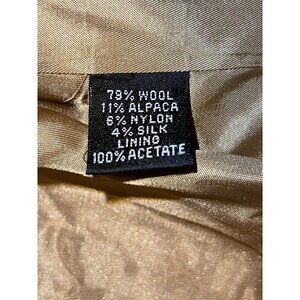 79% WOOL
11% ALPACA
6% NYLON
4% SILK
LINING
100% ACETATE